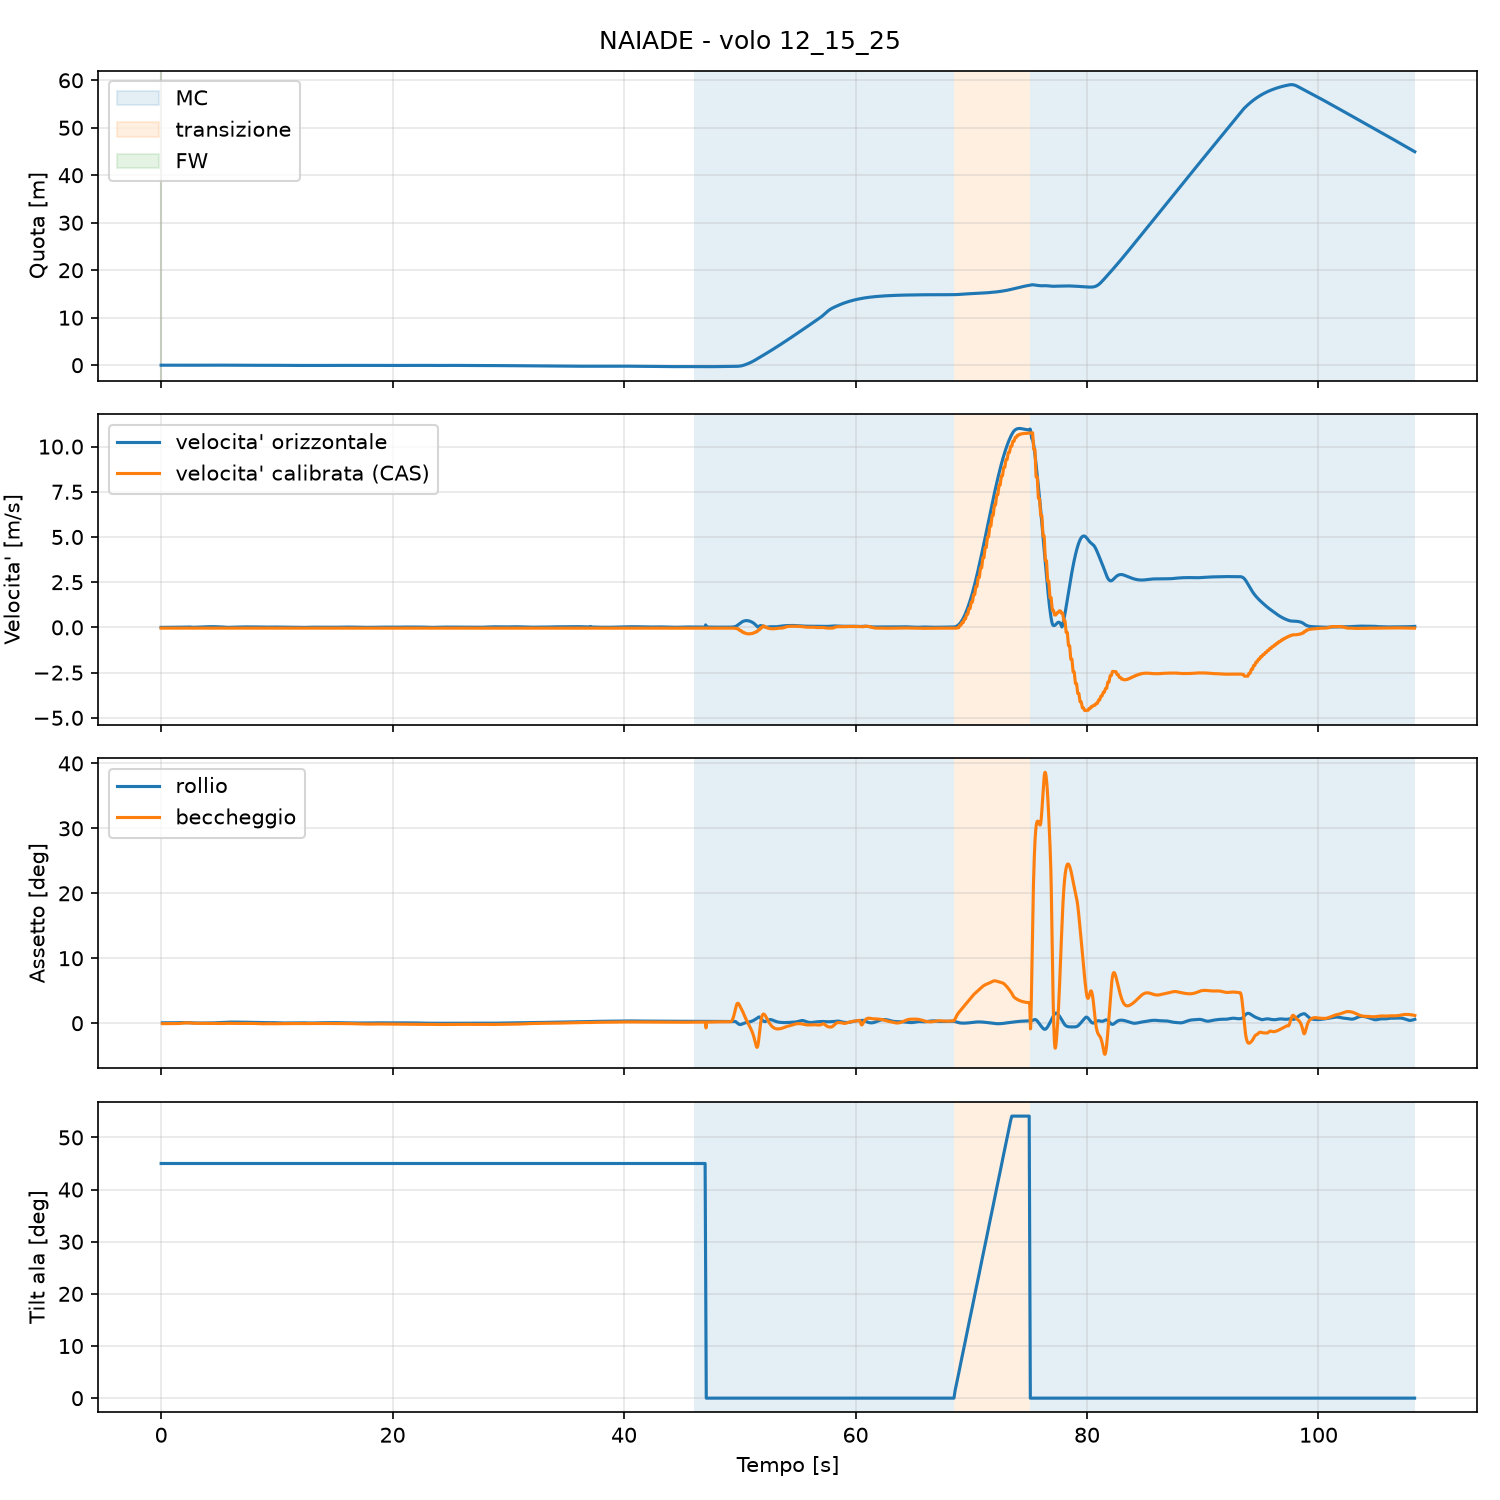 NAIADE - volo 12_15_25
Quota [m]
60
50
40
30
20
10
0
MC
transizione
FW
Velocita' [m/s]
10.0
7.5
5.0
2.5
0.0
−2.5
−5.0
velocita' orizzontale
velocita' calibrata (CAS)
Assetto [deg]
40
30
20
10
0
rollio
beccheggio
Tilt ala [deg]
50
40
30
20
10
0
0
20
40
60
80
100
Tempo [s]